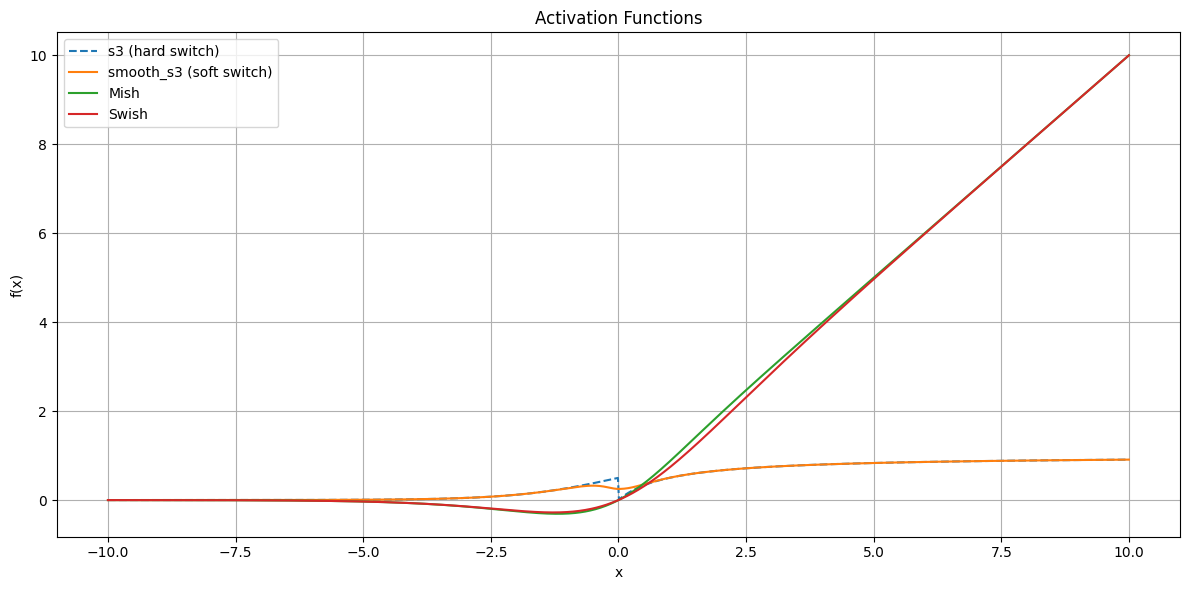 Activation Functions
s3 (hard switch)
smooth_s3 (soft switch)
Mish
Swish
10
8
6
4
2
0
f(x)
−10.0 −7.5 −5.0 −2.5 0.0 2.5 5.0 7.5 10.0
x